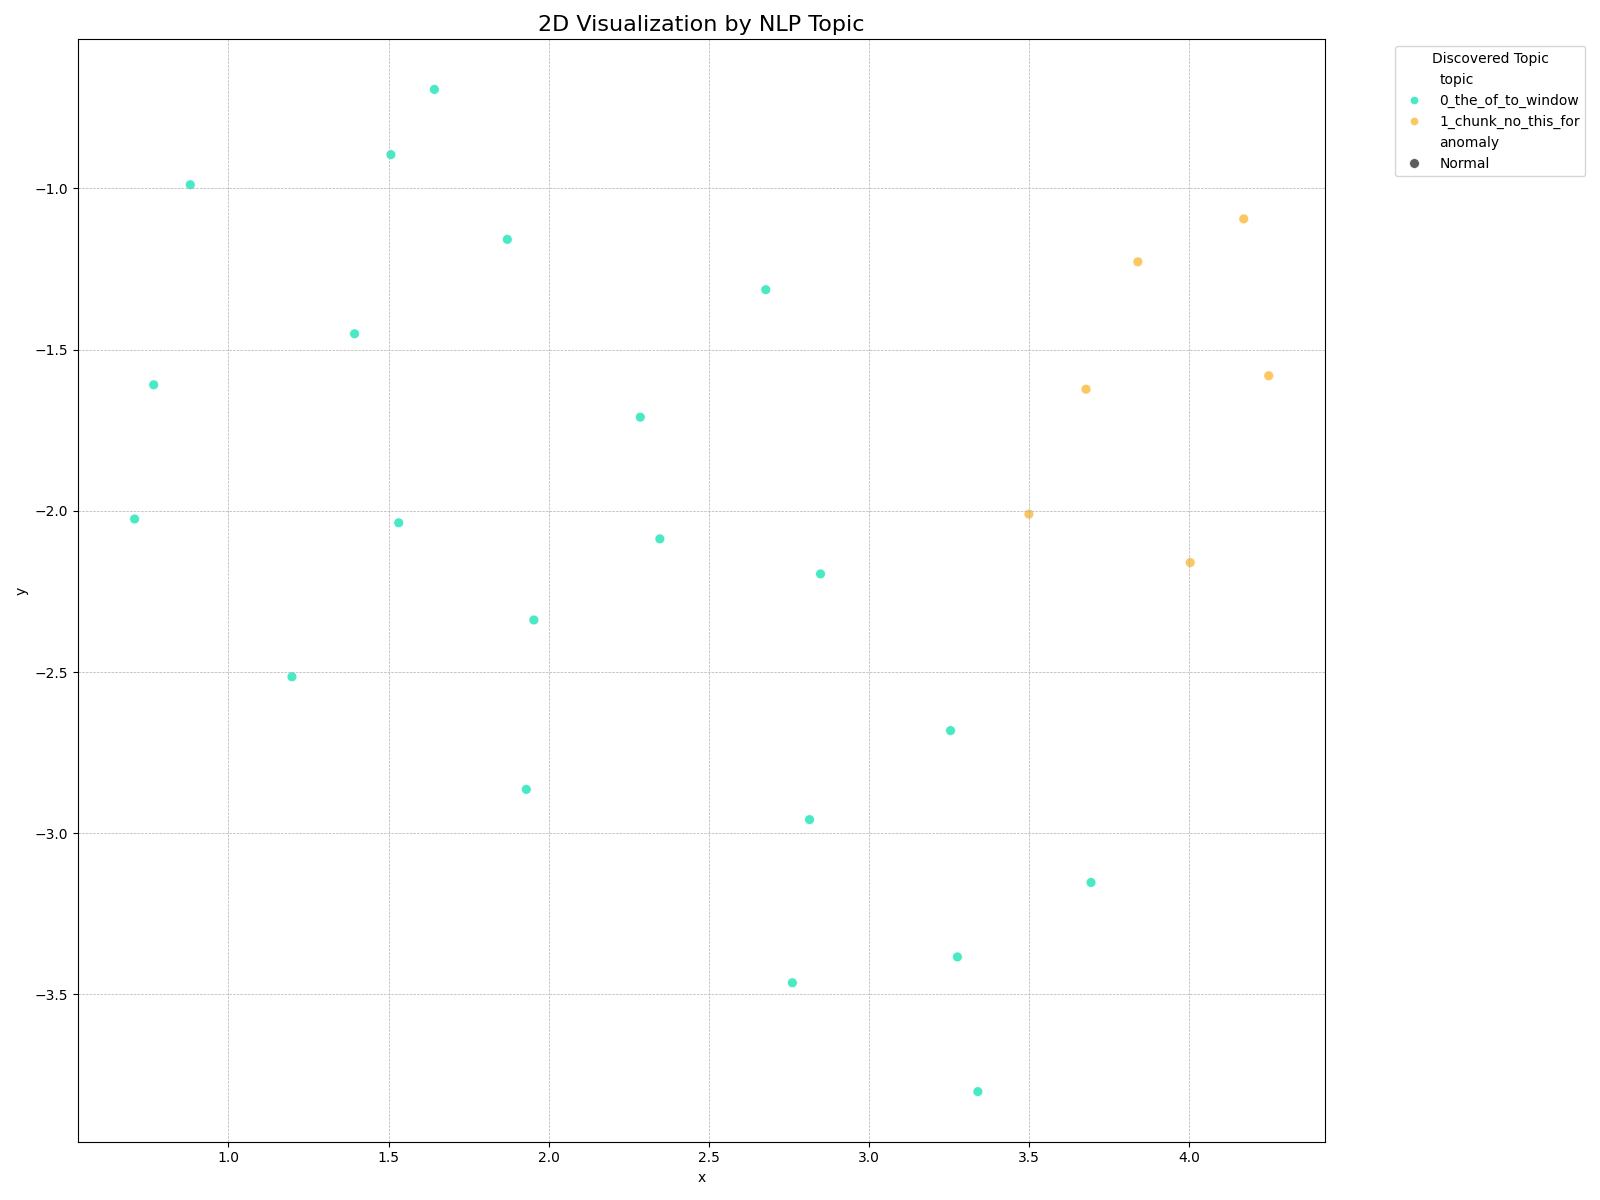 2D Visualization by NLP Topic
Discovered Topic
topic
0_the_of_to_window
1_chunk_no_this_for
anomaly
Normal
−1.0
−1.5
−2.0
−2.5
−3.0
−3.5
y
1.0 1.5 2.0 2.5 3.0 3.5 4.0
x